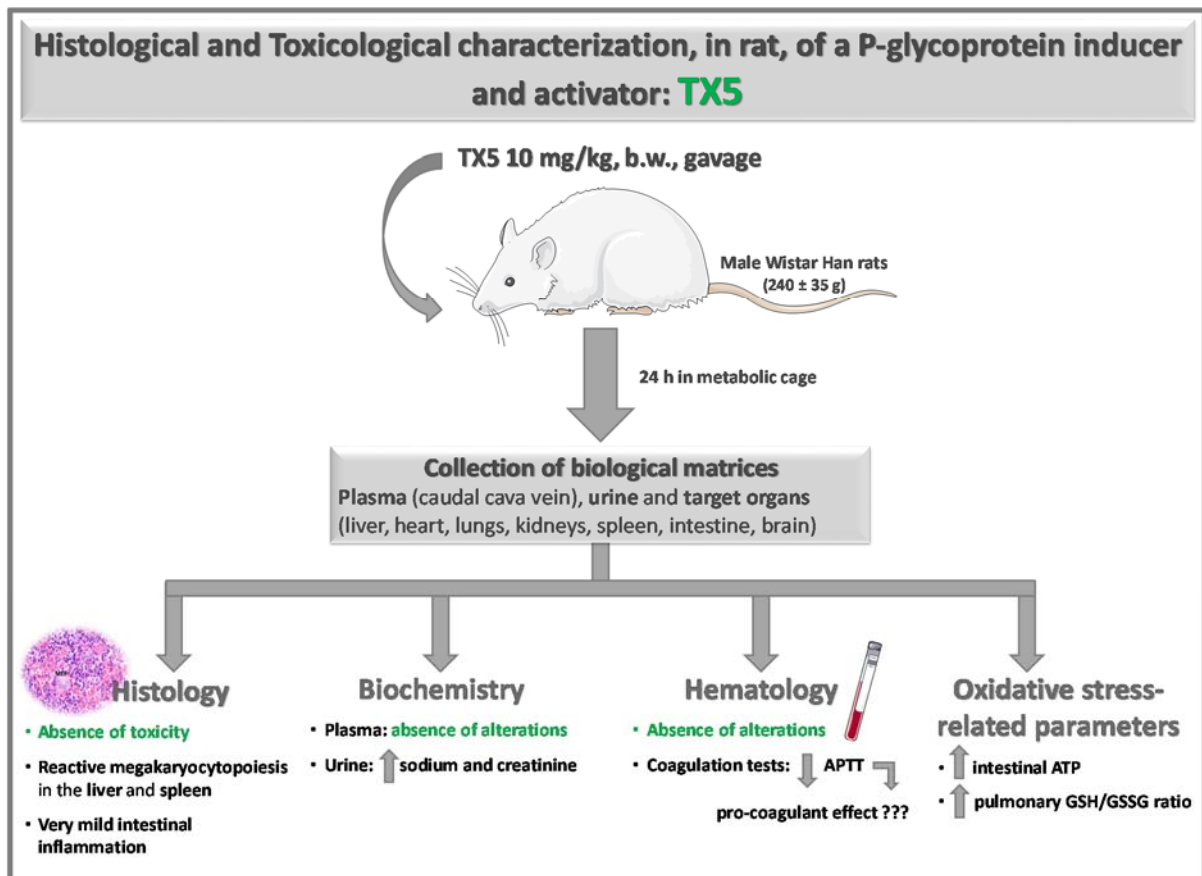 Histological and Toxicological characterization, in rat, of a P-glycoprotein inducer
and activator: TX5
TX5 10 mg/kg, b.w., gavage
Male Wistar Han rats
(240 ± 35 g)
24 h in metabolic cage
Collection of biological matrices
Plasma (caudal cava vein), urine and target organs
(liver, heart, lungs, kidneys, spleen, intestine, brain)
Histology
• Absence of toxicity
• Reactive megakaryocytopoiesis
in the liver and spleen
• Very mild intestinal
inflammation
Biochemistry
• Plasma: absence of alterations
• Urine: sodium and creatinine
Hematology
• Absence of alterations
• Coagulation tests: APTT
pro-coagulant effect ???
Oxidative stress-
related parameters
• intestinal ATP
• pulmonary GSH/GSSG ratio